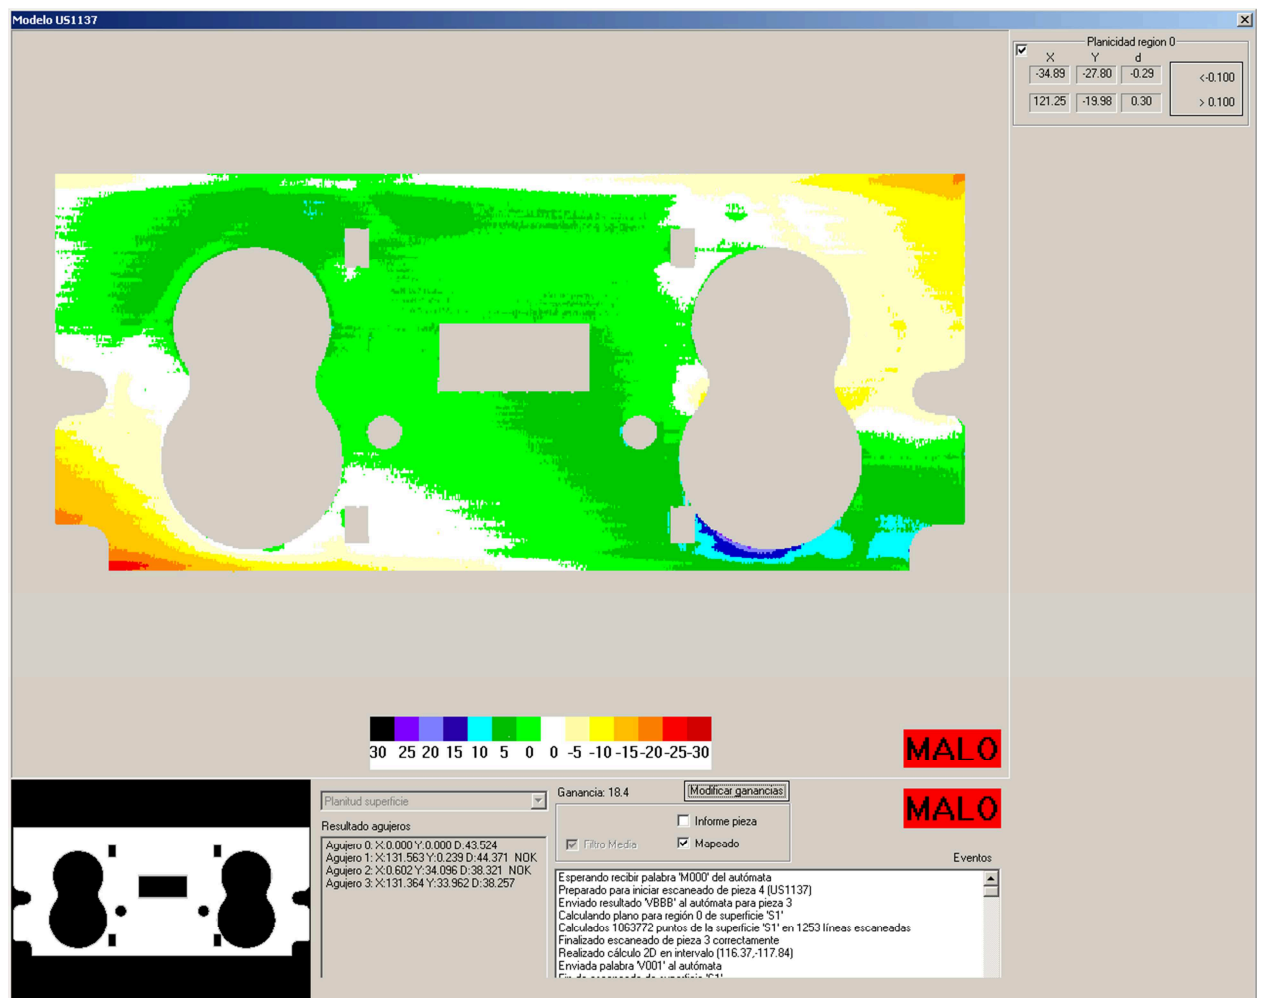 Modelo US1137
Planicidad region 0
X Y d
-34.89 -27.80 -0.29 <-0.100
121.25 -19.98 0.30 > 0.100
30 25 20 15 10 5 0 0 -5 -10 -15 -20 -25 -30
MALO
MALO
Planitud superficie
Ganancia: 18.4
Modificar ganancias
Informe pieza
Filtro Media
Mapeado
Resultado agujeros
Agujero 0: X:0.000 Y:0.000 D:43.524
Agujero 1: X:131.563 Y:0.239 D:44.371 NOK
Agujero 2: X:0.602 Y:34.096 D:38.321 NOK
Agujero 3: X:131.364 Y:33.962 D:38.257
Eventos
Esperando recibir palabra 'M000' del autómata
Preparado para iniciar escaneado de pieza 4 (US1137)
Enviado resultado 'VBBB' al autómata para pieza 3
Calculando plano para región 0 de superficie 'S1'
Calculados 1063772 puntos de la superficie 'S1' en 1253 líneas escaneadas
Finalizado escaneado de pieza 3 correctamente
Realizado cálculo 2D en intervalo (116.37,-117.84)
Enviada palabra 'V001' al autómata